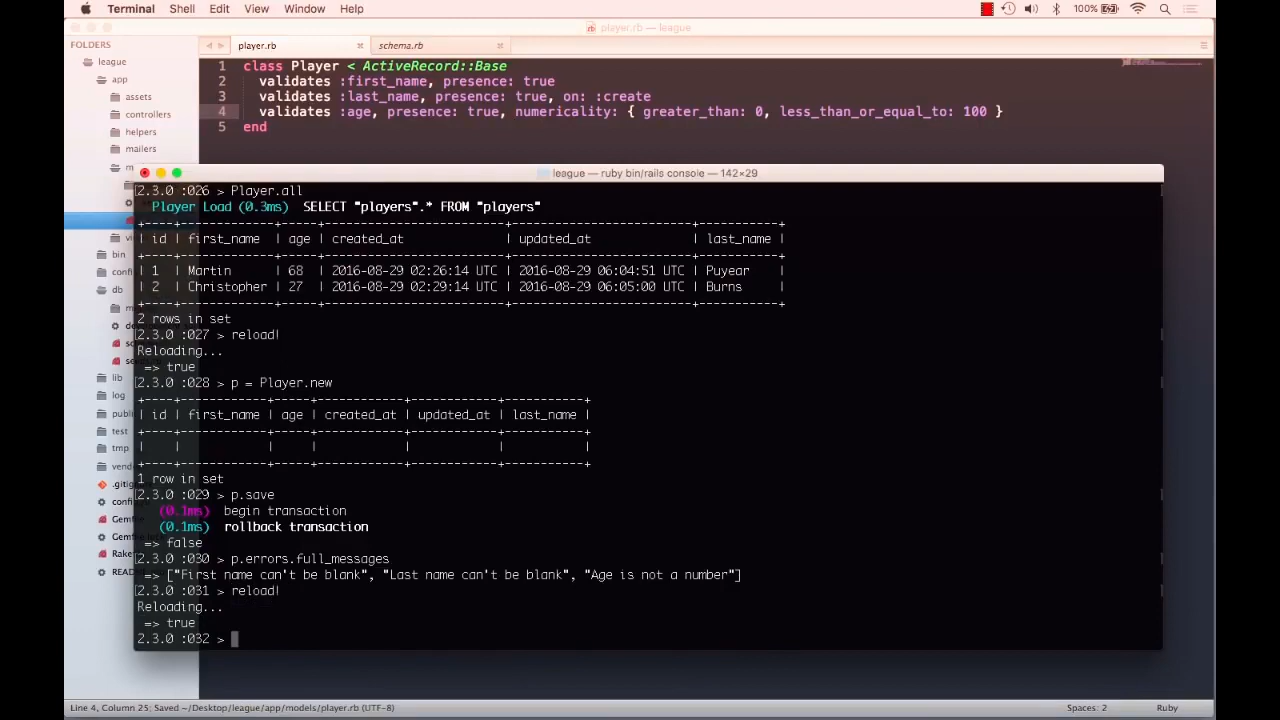 Terminal Shell Edit View Window Help 100%
player.rb — league
FOLDERS
player.rb
schema.rb
league
app
assets
controllers
helpers
mailers
bin
db
lib
log
test
tmp
1 class Player < ActiveRecord::Base
2 validates :first_name, presence: true
3 validates :last_name, presence: true, on: :create
4 validates :age, presence: true, numericality: { greater_than: 0, less_than_or_equal_to: 100 }
5 end
league — ruby bin/rails console — 142×29
2.3.0 :026 > Player.all
Player Load (0.3ms) SELECT "players".* FROM "players"
+----+-------------+-----+-------------------------+-------------------------+-----------+
| id | first_name | age | created_at | updated_at | last_name |
+----+-------------+-----+-------------------------+-------------------------+-----------+
| 1 | Martin | 68 | 2016-08-29 02:26:14 UTC | 2016-08-29 06:04:51 UTC | Puyear |
| 2 | Christopher | 27 | 2016-08-29 02:29:14 UTC | 2016-08-29 06:05:00 UTC | Burns |
+----+-------------+-----+-------------------------+-------------------------+-----------+
2 rows in set
2.3.0 :027 > reload!
Reloading...
=> true
2.3.0 :028 > p = Player.new
+----+------------+-----+------------+------------+-----------+
| id | first_name | age | created_at | updated_at | last_name |
+----+------------+-----+------------+------------+-----------+
| | | | | | |
+----+------------+-----+------------+------------+-----------+
1 row in set
2.3.0 :029 > p.save
(0.1ms) begin transaction
(0.1ms) rollback transaction
=> false
2.3.0 :030 > p.errors.full_messages
=> ["First name can't be blank", "Last name can't be blank", "Age is not a number"]
2.3.0 :031 > reload!
Reloading...
=> true
2.3.0 :032 >
Line 4, Column 25; Saved ~/Desktop/league/app/models/player.rb (UTF-8)
Spaces: 2
Ruby